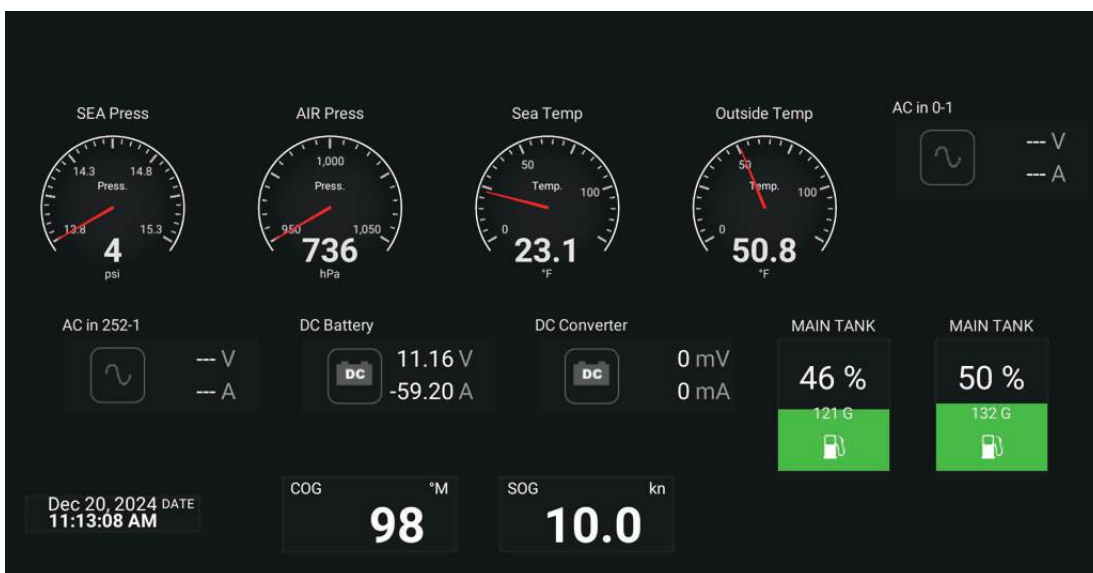 SEA Press
14.3 14.8
Press.
13.8 15.3
4
psi
AIR Press
1,000
Press.
950 1,050
736
hPa
Sea Temp
50
Temp.
100
0
23.1
°F
Outside Temp
50
Temp.
100
0
50.8
°F
AC in 0-1
--- V
--- A
AC in 252-1
--- V
--- A
DC Battery
DC
11.16 V
-59.20 A
DC Converter
DC
0 mV
0 mA
MAIN TANK
46 %
121 G
MAIN TANK
50 %
132 G
Dec 20, 2024 DATE
11:13:08 AM
COG °M
98
SOG kn
10.0